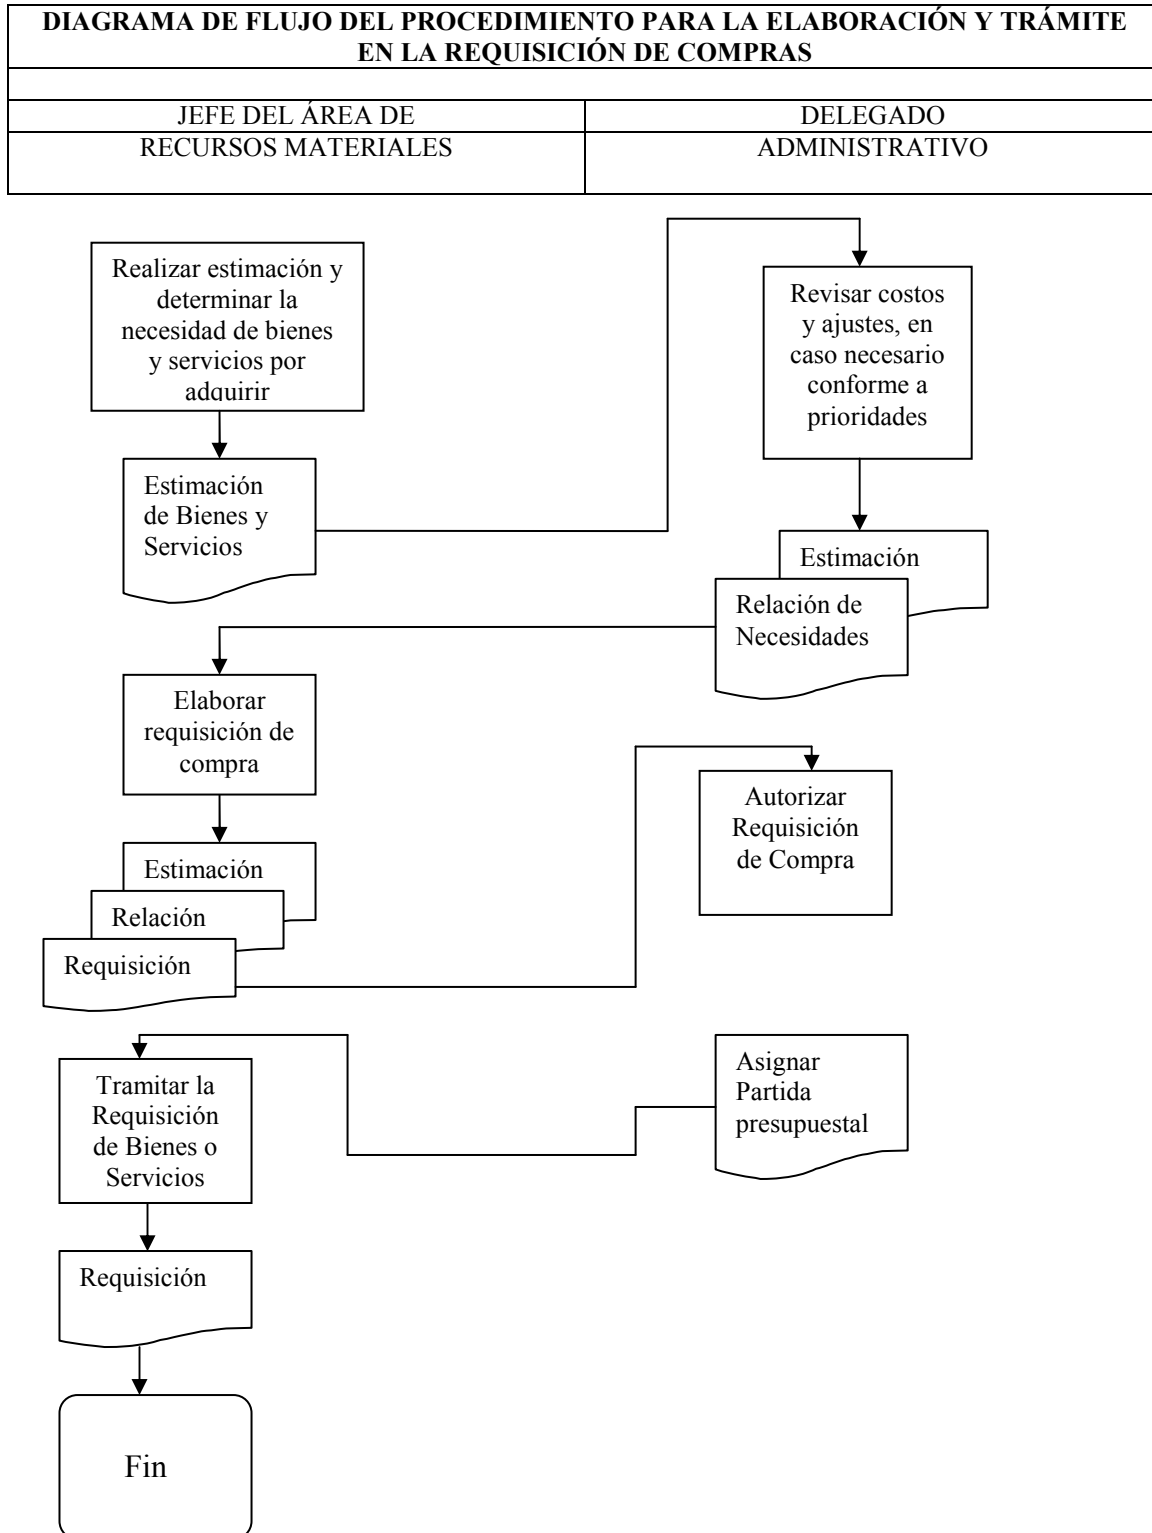 DIAGRAMA DE FLUJO DEL PROCEDIMIENTO PARA LA ELABORACIÓN Y TRÁMITE
EN LA REQUISICIÓN DE COMPRAS
JEFE DEL ÁREA DE
RECURSOS MATERIALES
DELEGADO
ADMINISTRATIVO
Realizar estimación y
determinar la
necesidad de bienes
y servicios por
adquirir
Estimación
de Bienes y
Servicios
Revisar costos
y ajustes, en
caso necesario
conforme a
prioridades
Estimación
Relación de
Necesidades
Elaborar
requisición de
compra
Estimación
Relación
Requisición
Autorizar
Requisición
de Compra
Asignar
Partida
presupuestal
Tramitar la
Requisición
de Bienes o
Servicios
Requisición
Fin